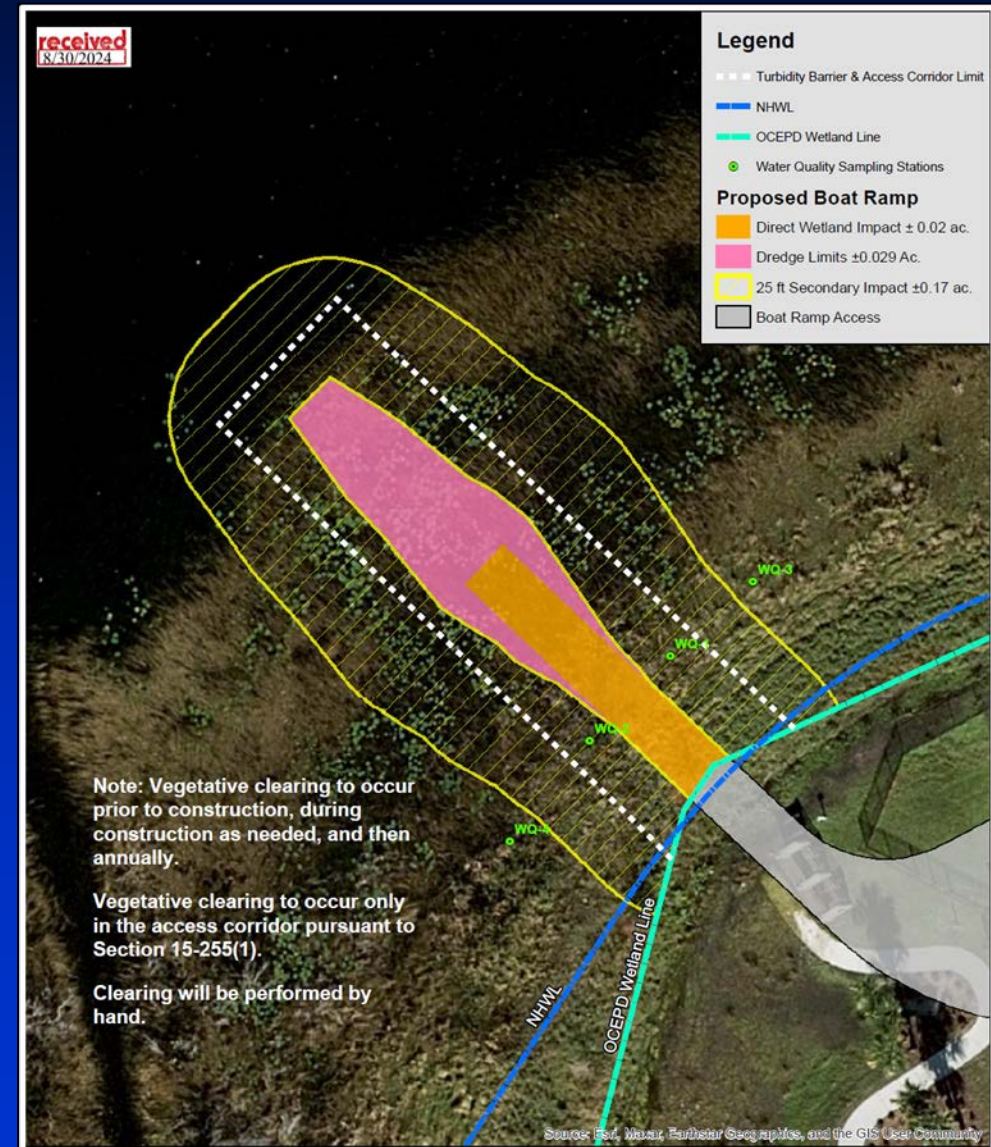 received
8/30/2024
Legend
Turbidity Barrier & Access Corridor Limit
NHWL
OCEPD Wetland Line
Water Quality Sampling Stations
Proposed Boat Ramp
Direct Wetland Impact ± 0.02 ac.
Dredge Limits ±0.029 Ac.
25 ft Secondary Impact ±0.17 ac.
Boat Ramp Access
WQ-3
WQ-1
WQ-2
WQ-4
Note: Vegetative clearing to occur
prior to construction, during
construction as needed, and then
annually.
Vegetative clearing to occur only
in the access corridor pursuant to
Section 15-255(1).
Clearing will be performed by
hand.
NHWL
OCEPD Wetland Line
Source: Esri, Maxar, Earthstar Geographics, and the GIS User Community